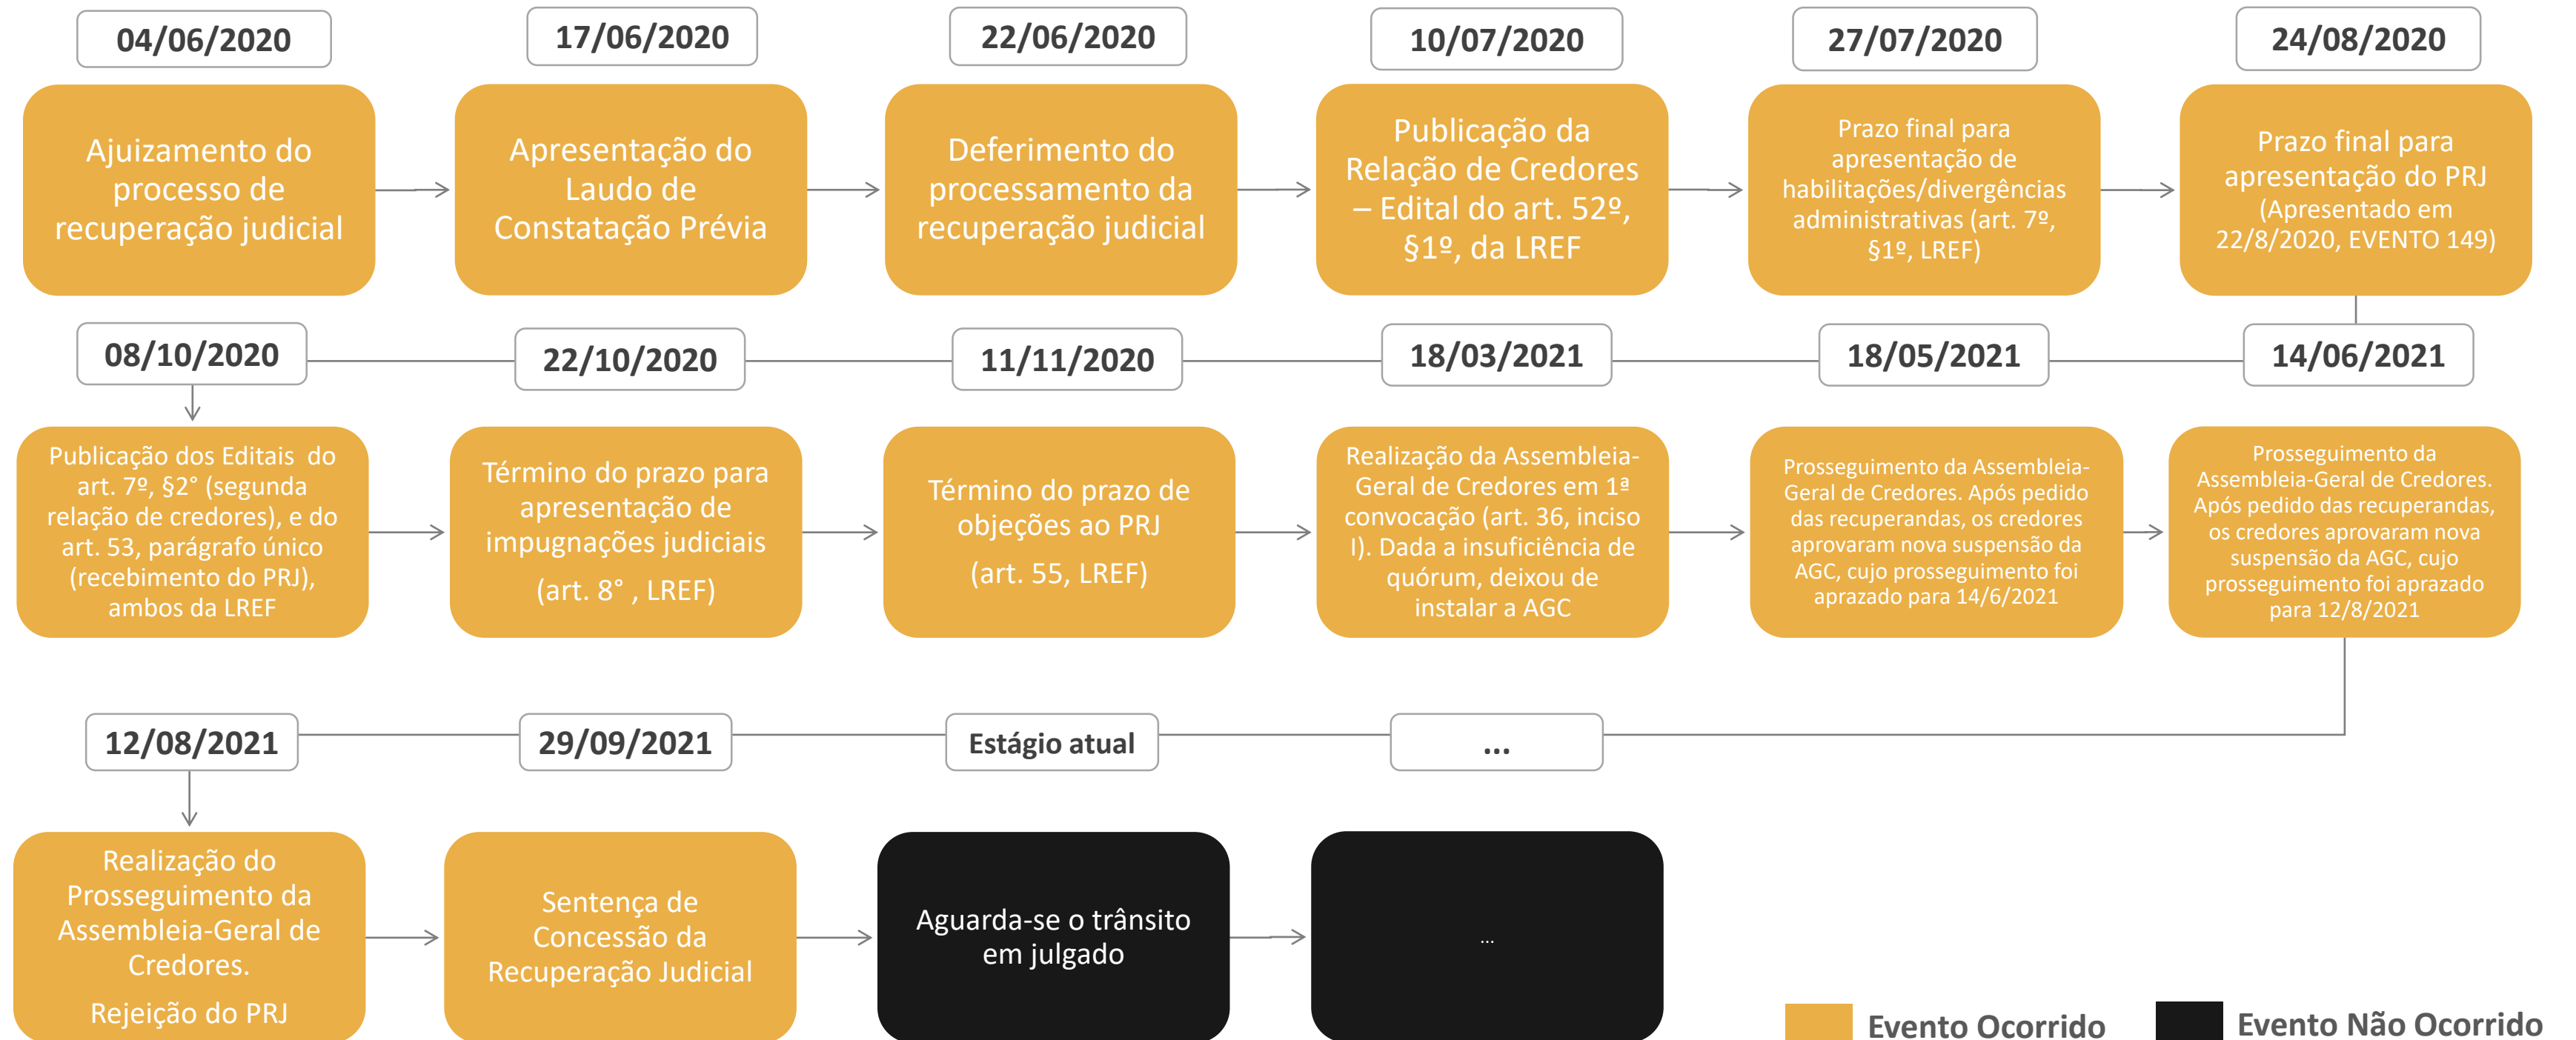 04/06/2020
17/06/2020
22/06/2020
10/07/2020
27/07/2020
24/08/2020
Ajuizamento do
processo de
recuperação judicial
Apresentação do
Laudo de
Constatação Prévia
Deferimento do
processamento da
recuperação judicial
Publicação da
Relação de Credores
– Edital do art. 52º,
§1º, da LREF
Prazo final para
apresentação de
habilitações/divergências
administrativas (art. 7º,
§1º, LREF)
Prazo final para
apresentação do PRJ
(Apresentado em
22/8/2020, EVENTO 149)
08/10/2020
22/10/2020
11/11/2020
18/03/2021
18/05/2021
14/06/2021
Publicação dos Editais do
art. 7º, §2° (segunda
relação de credores), e do
art. 53, parágrafo único
(recebimento do PRJ),
ambos da LREF
Término do prazo para
apresentação de
impugnações judiciais
(art. 8° , LREF)
Término do prazo de
objeções ao PRJ
(art. 55, LREF)
Realização da Assembleia-
Geral de Credores em 1ª
convocação (art. 36, inciso
I). Dada a insuficiência de
quórum, deixou de
instalar a AGC
Prosseguimento da Assembleia-
Geral de Credores. Após pedido
das recuperandas, os credores
aprovaram nova suspensão da
AGC, cujo prosseguimento foi
aprazado para 14/6/2021
Prosseguimento da
Assembleia-Geral de Credores.
Após pedido das recuperandas,
os credores aprovaram nova
suspensão da AGC, cujo
prosseguimento foi aprazado
para 12/8/2021
12/08/2021
29/09/2021
Estágio atual
...
Realização do
Prosseguimento da
Assembleia-Geral de
Credores.
Rejeição do PRJ
Sentença de
Concessão da
Recuperação Judicial
Aguarda-se o trânsito
em julgado
...
Evento Ocorrido
Evento Não Ocorrido